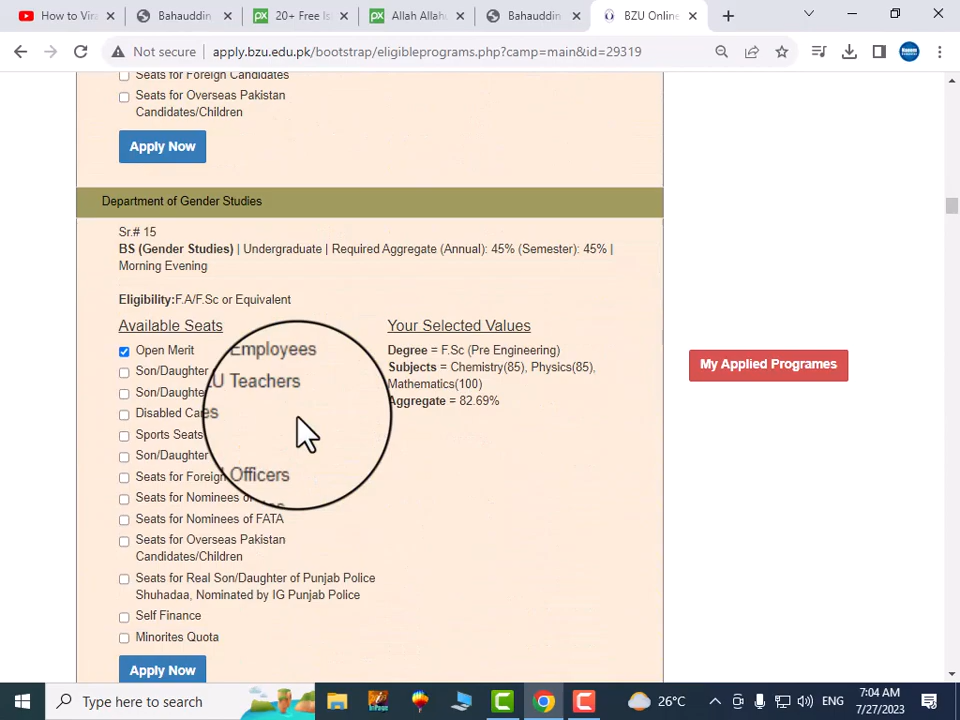 How to Vira
Bahauddin
20+ Free Is
Allah Allah
Bahauddin
BZU Online
Not secure
apply.bzu.edu.pk/bootstrap/eligibleprograms.php?camp=main&id=29319
Seats for Foreign Candidates
Seats for Overseas Pakistan
Candidates/Children
Apply Now
Department of Gender Studies
Sr.# 15
BS (Gender Studies) | Undergraduate | Required Aggregate (Annual): 45% (Semester): 45% |
Morning Evening
Eligibility:F.A/F.Sc or Equivalent
Available Seats
Your Selected Values
Open Merit
Employees
Degree = F.Sc (Pre Engineering)
Son/Daughter
U Teachers
Subjects = Chemistry(85), Physics(85),
Mathematics(100)
Son/Daughter
Aggregate = 82.69%
Disabled Ca
es
Sports Seats
Son/Daughter
Officers
Seats for Foreig
Seats for Nominees o
Seats for Nominees of FATA
Seats for Overseas Pakistan
Candidates/Children
Seats for Real Son/Daughter of Punjab Police
Shuhadaa, Nominated by IG Punjab Police
Self Finance
Minorites Quota
Apply Now
My Applied Programes
Type here to search
26°C
ENG
7:04 AM
7/27/2023